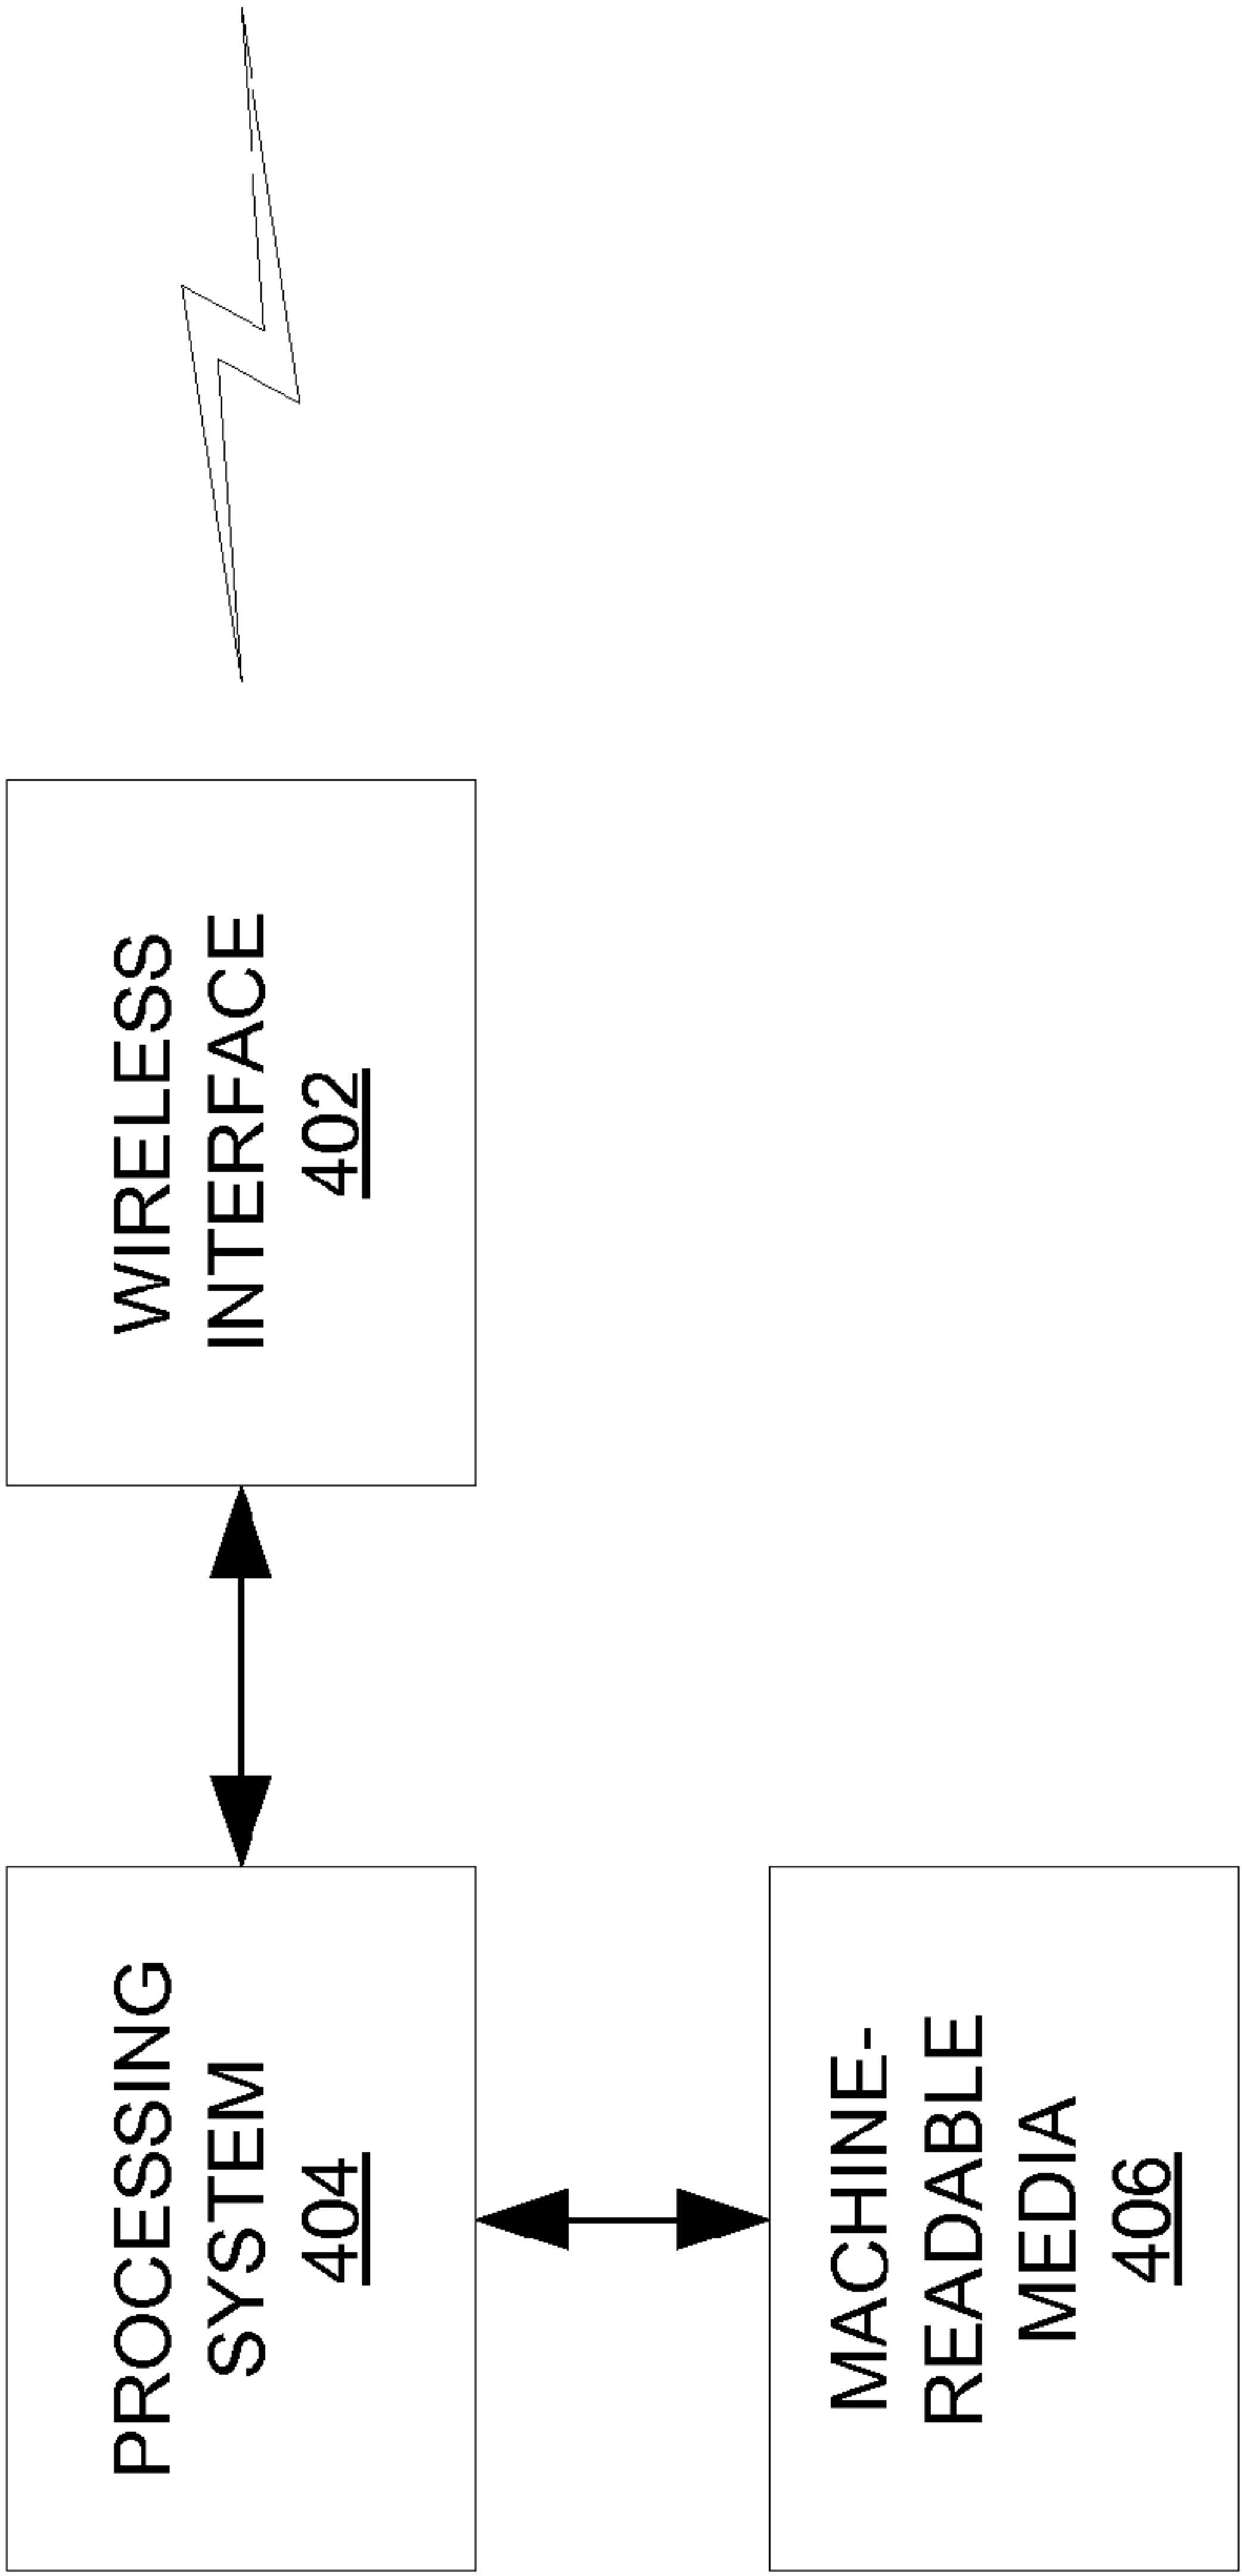 PROCESSING
SYSTEM
404
WIRELESS
INTERFACE
402
MACHINE-
READABLE
MEDIA
406